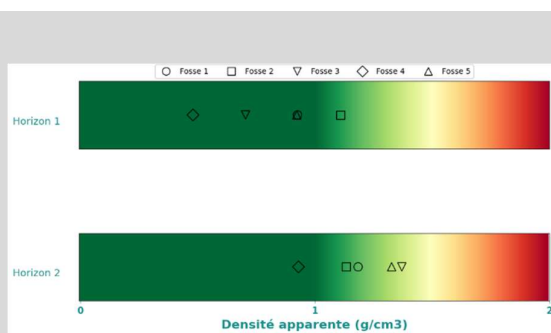 Fosse 1 Fosse 2 Fosse 3 Fosse 4 Fosse 5
Horizon 1
Horizon 2
0 1 2
Densité apparente (g/cm3)